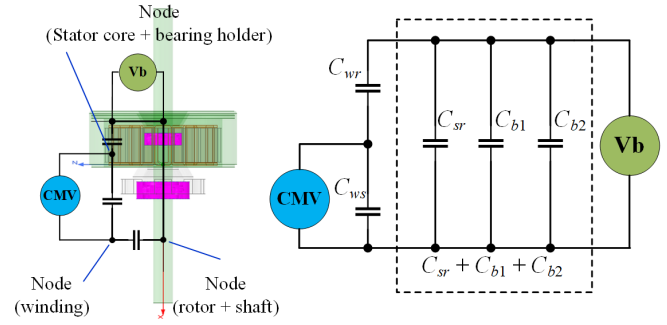 Node
(Stator core + bearing holder)
Vb
CMV
z
Node
(winding)
Node
(rotor + shaft)
x
Cwr
Cws
Csr
Cb1
Cb2
CMV
Vb
Csr + Cb1 + Cb2